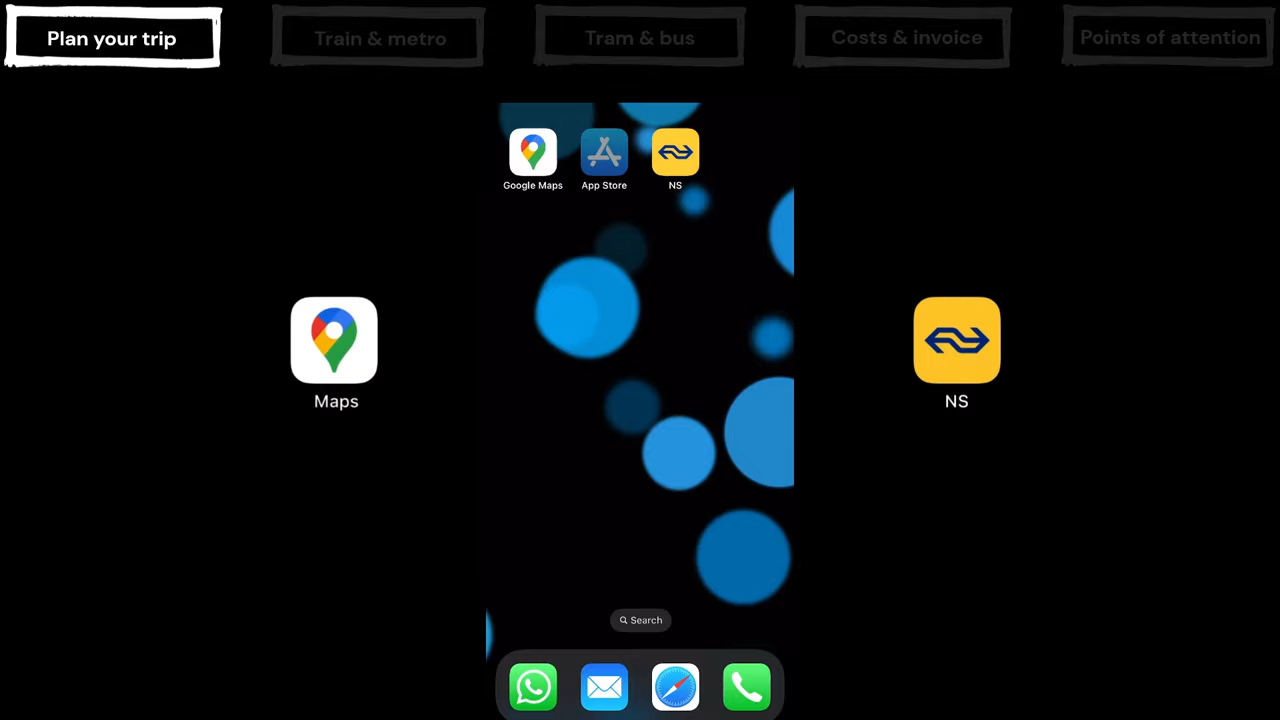 Plan your trip
Train & metro
Tram & bus
Costs & invoice
Points of attention
Google Maps
App Store
NS
Maps
NS
Search